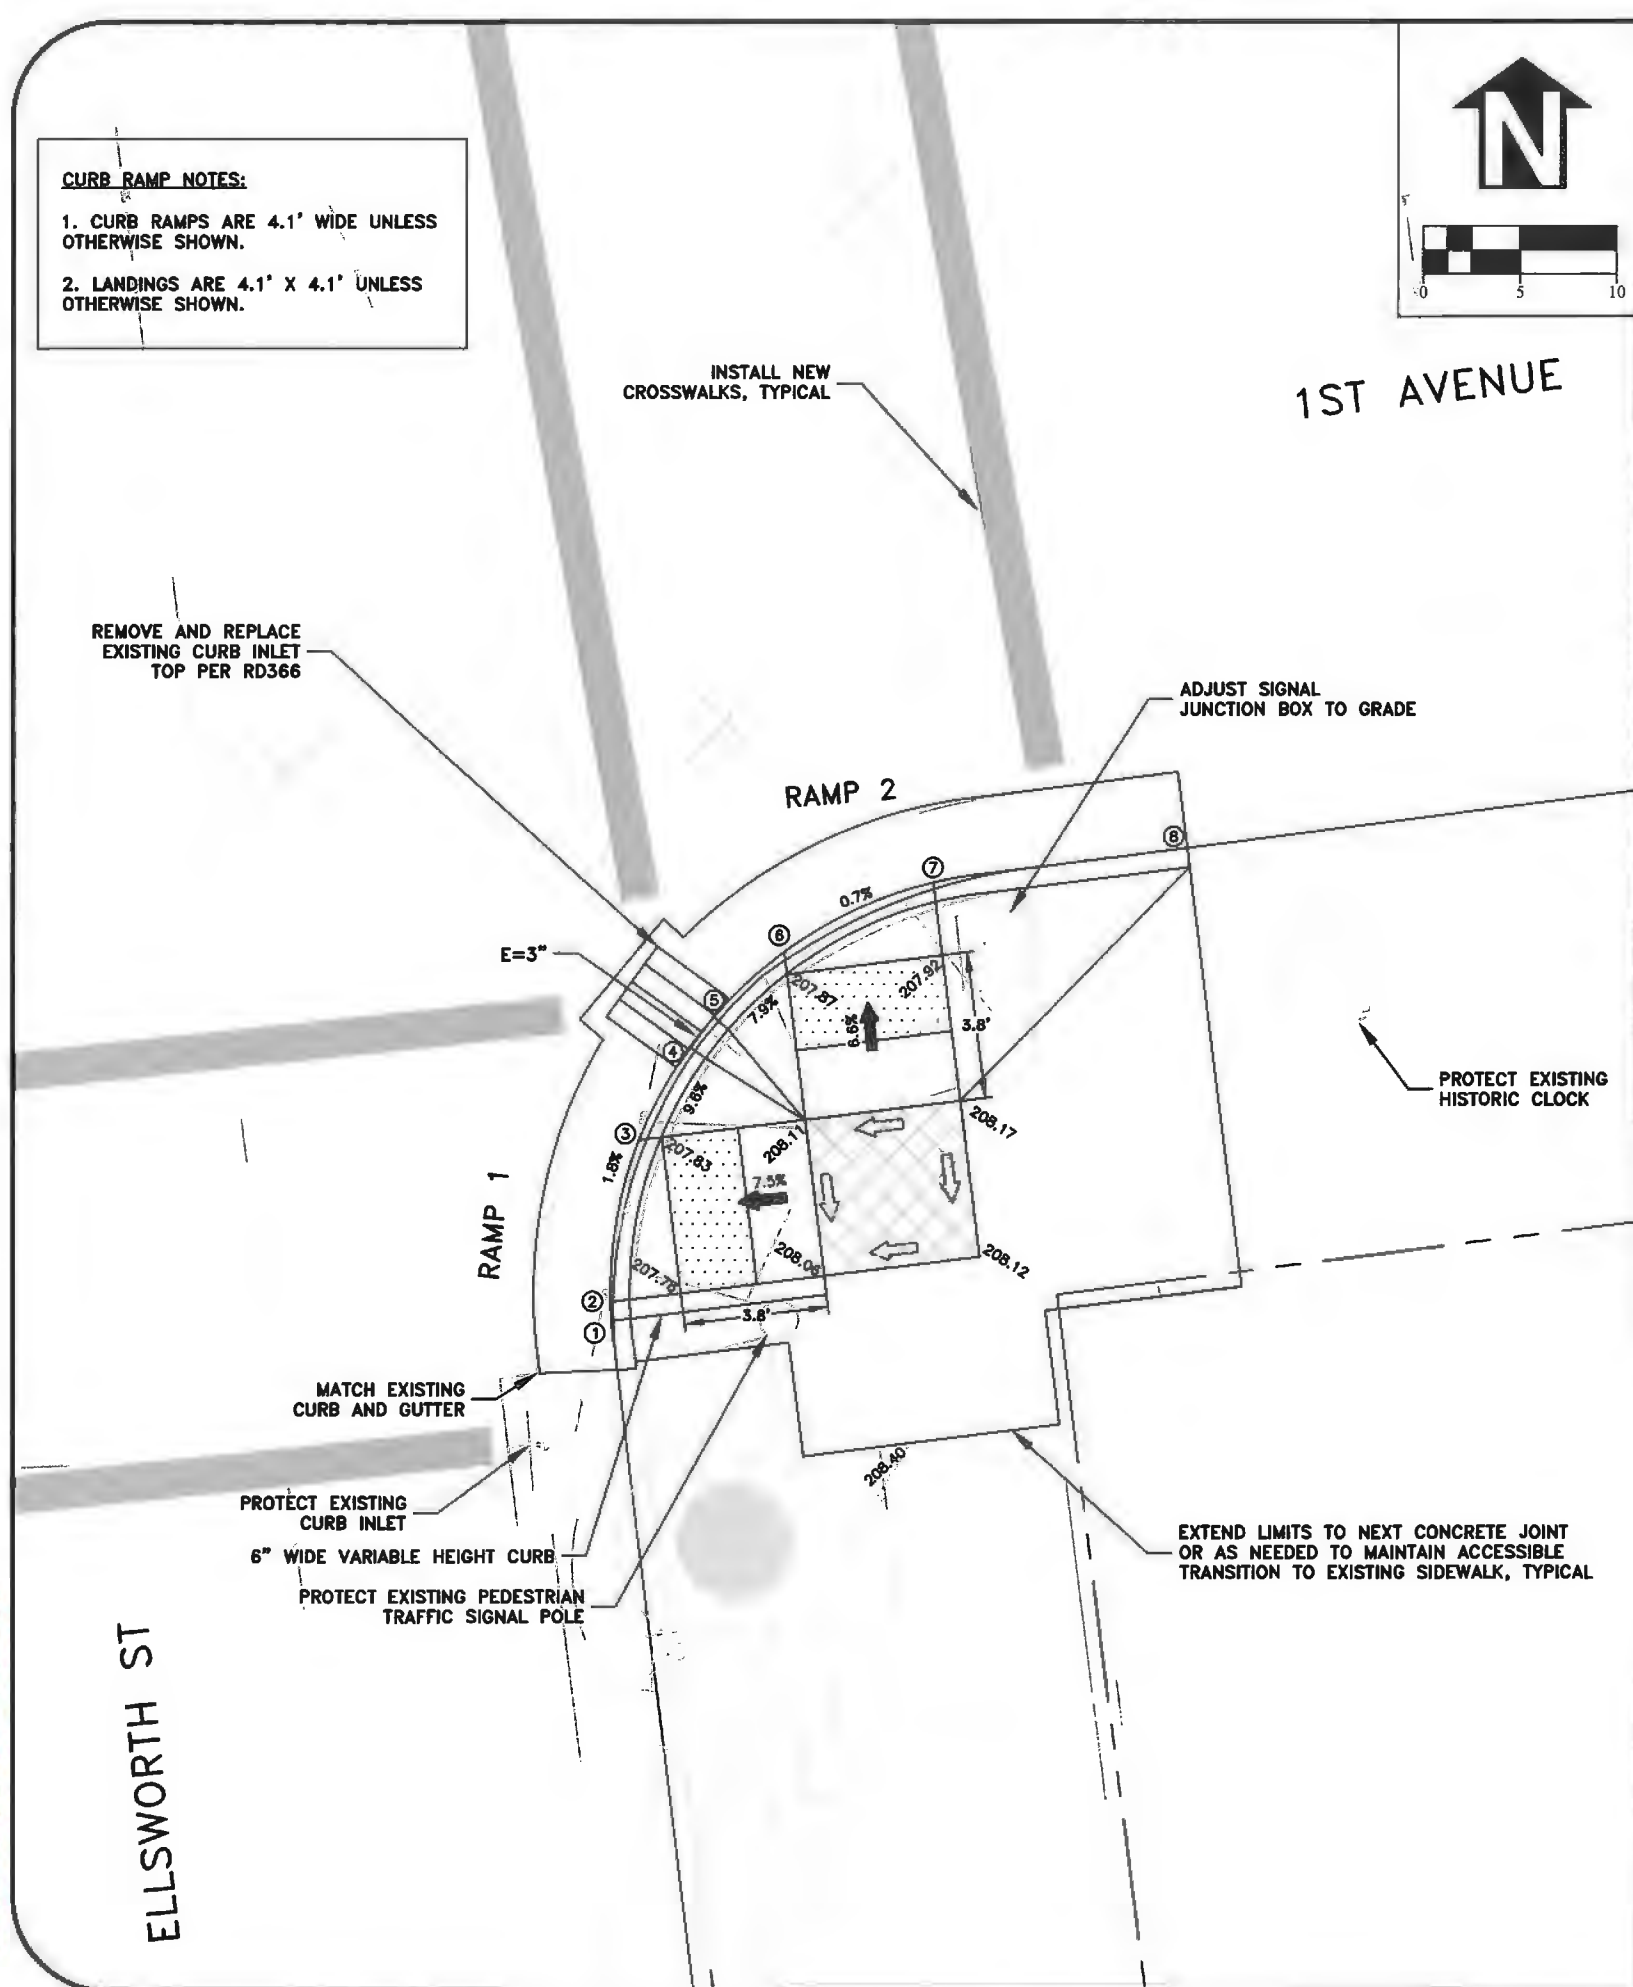 CURB RAMP NOTES:
1. CURB RAMPS ARE 4.1' WIDE UNLESS
OTHERWISE SHOWN.
2. LANDINGS ARE 4.1' X 4.1' UNLESS
OTHERWISE SHOWN.
N
0 5 10
1ST AVENUE
INSTALL NEW
CROSSWALKS, TYPICAL
REMOVE AND REPLACE
EXISTING CURB INLET
TOP PER RD366
ADJUST SIGNAL
JUNCTION BOX TO GRADE
RAMP 2
8
7
0.7%
6
E=3"
5
7.9%
207.87
207.92
6.6%
3.8'
4
9.6%
PROTECT EXISTING
HISTORIC CLOCK
3
207.83
208.11
208.17
1.8%
7.5%
RAMP 1
207.78
208.06
208.12
2
1
3.8'
MATCH EXISTING
CURB AND GUTTER
208.40
PROTECT EXISTING
CURB INLET
6" WIDE VARIABLE HEIGHT CURB
PROTECT EXISTING PEDESTRIAN
TRAFFIC SIGNAL POLE
EXTEND LIMITS TO NEXT CONCRETE JOINT
OR AS NEEDED TO MAINTAIN ACCESSIBLE
TRANSITION TO EXISTING SIDEWALK, TYPICAL
ELLSWORTH ST